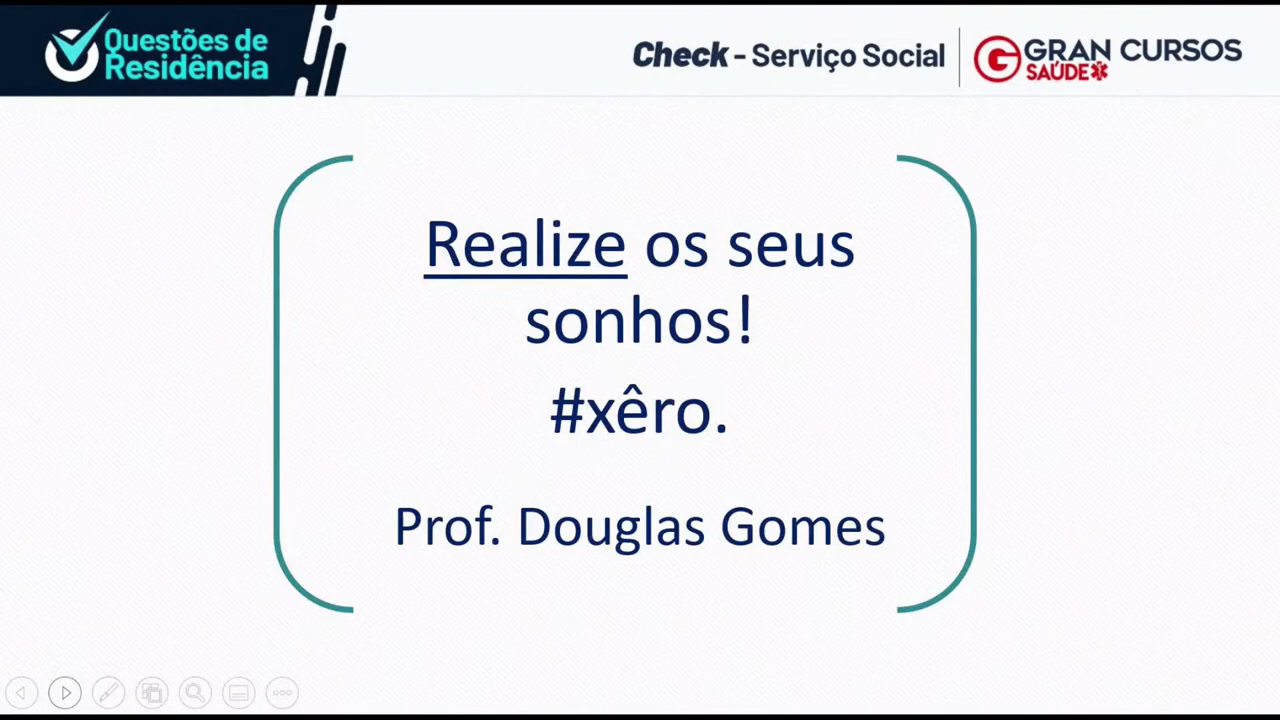 Questões de
Residência
Check - Serviço Social
GRAN CURSOS
SAÚDE
Realize os seus
sonhos!
#xêro.
Prof. Douglas Gomes